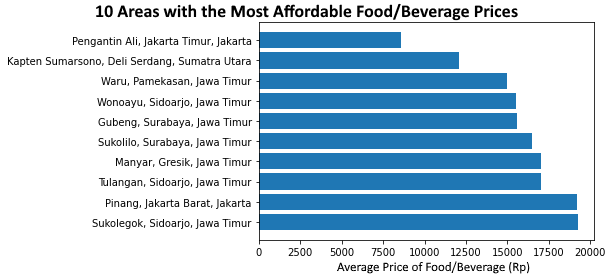 10 Areas with the Most Affordable Food/Beverage Prices
Pengantin Ali, Jakarta Timur, Jakarta
Kapten Sumarsono, Deli Serdang, Sumatra Utara
Waru, Pamekasan, Jawa Timur
Wonoayu, Sidoarjo, Jawa Timur
Gubeng, Surabaya, Jawa Timur
Sukolilo, Surabaya, Jawa Timur
Manyar, Gresik, Jawa Timur
Tulangan, Sidoarjo, Jawa Timur
Pinang, Jakarta Barat, Jakarta
Sukolegok, Sidoarjo, Jawa Timur
0 2500 5000 7500 10000 12500 15000 17500 20000
Average Price of Food/Beverage (Rp)